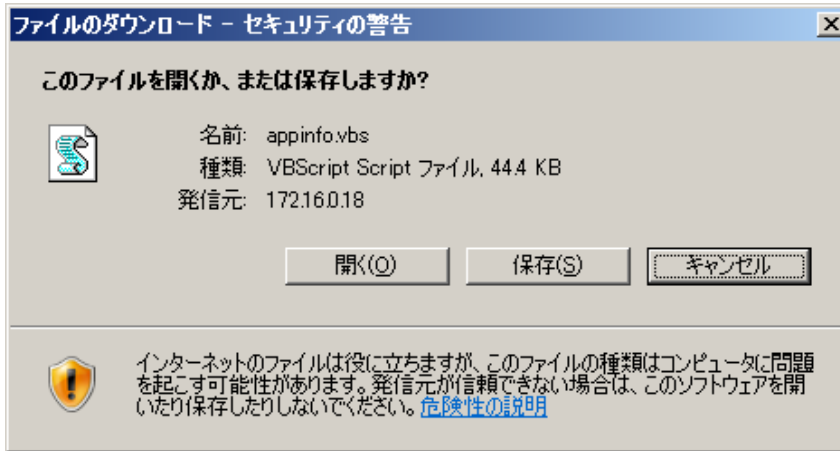 ファイルのダウンロード - セキュリティの警告
このファイルを開くか、または保存しますか?
名前: appinfo.vbs
種類: VBScript Script ファイル, 44.4 KB
発信元: 172.16.0.18
開く(O) 保存(S) キャンセル
インターネットのファイルは役に立ちますが、このファイルの種類はコンピュータに問題
を起こす可能性があります。発信元が信頼できない場合は、このソフトウェアを開
いたり保存したりしないでください。危険性の説明